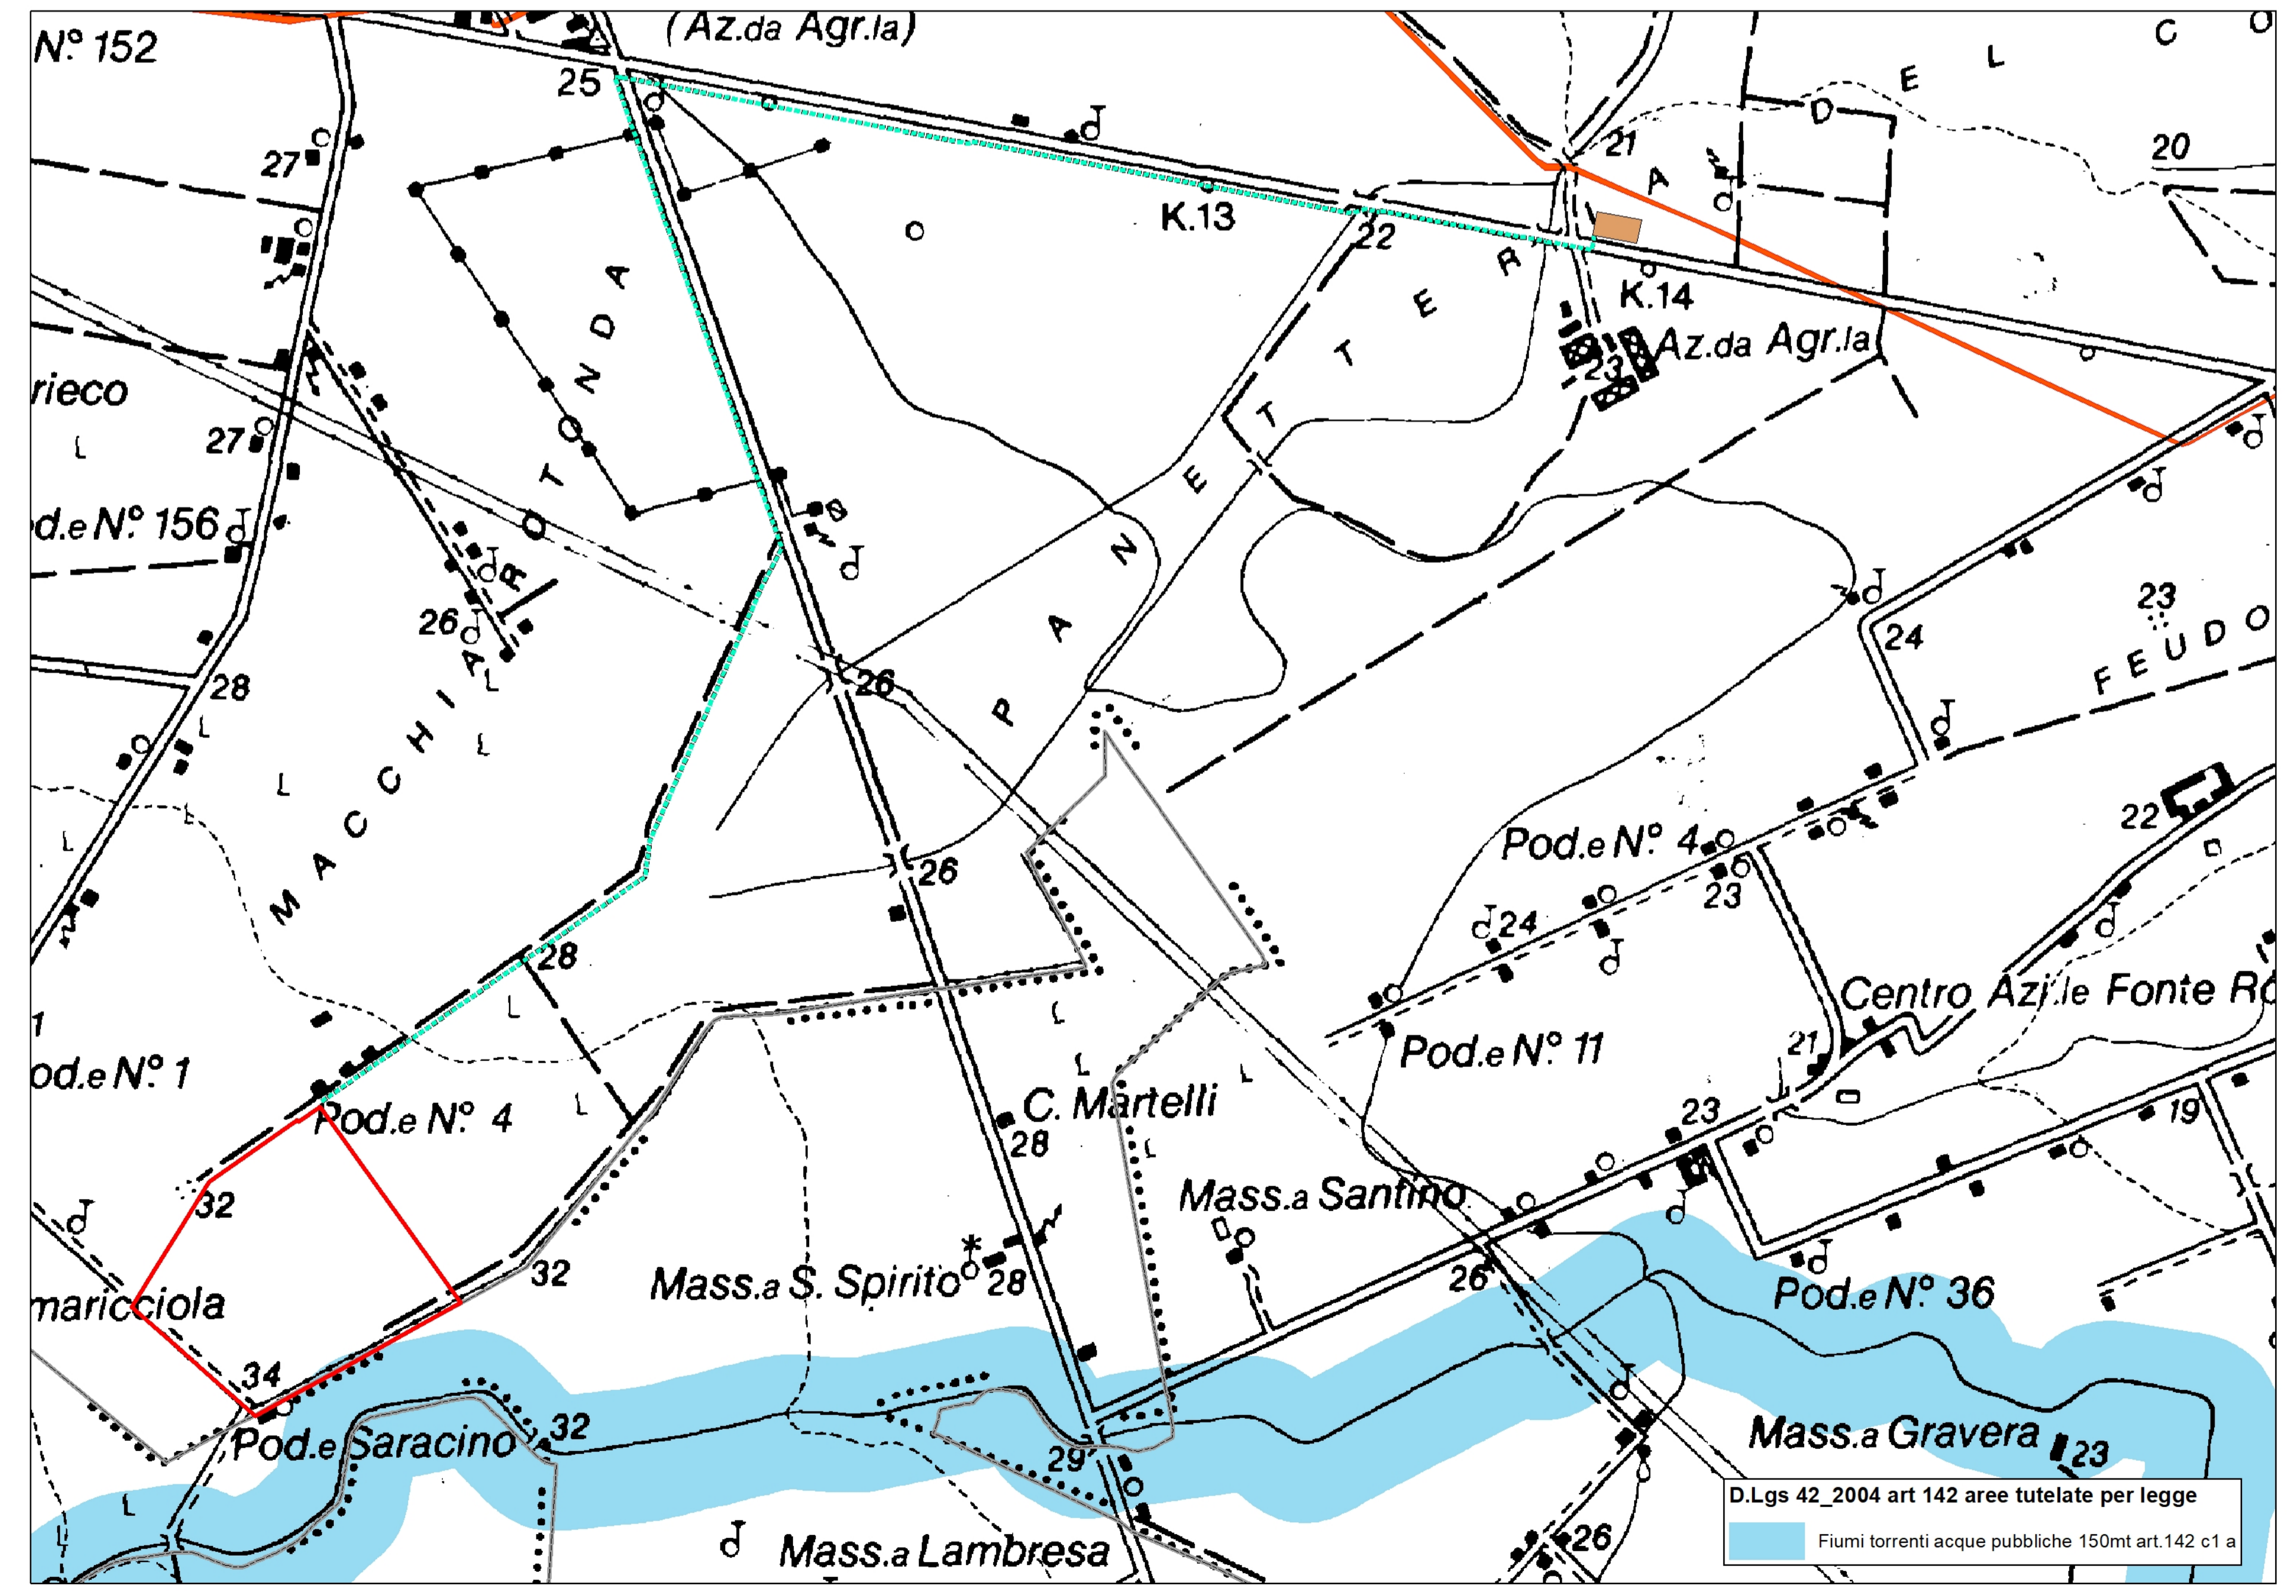 (Az.da Agr.la)
N.° 152
C O
L
E
D
25
21
20
27
A
K.13
22
R
K.14
E
Az.da Agr.la
23
T
T
rieco
27
E
N
A
P
MACCHIA ROTONDA
d.e N.° 156
26
23
24
FEUDO
28
26
22
Pod.e N.° 4
26
23
24
28
Centro Azi.le Fonte Ro
1
od.e N.° 1
Pod.e N.° 11
21
Pod.e N.° 4
C. Martelli
28
23
19
32
Mass.a Santino
32
Mass.a S. Spirito
28
26
Pod.e N.° 36
maricciola
34
Pod.e Saracino
32
29
Mass.a Gravera
23
Mass.a Lambresa
26
D.Lgs 42_2004 art 142 aree tutelate per legge
Fiumi torrenti acque pubbliche 150mt art.142 c1 a